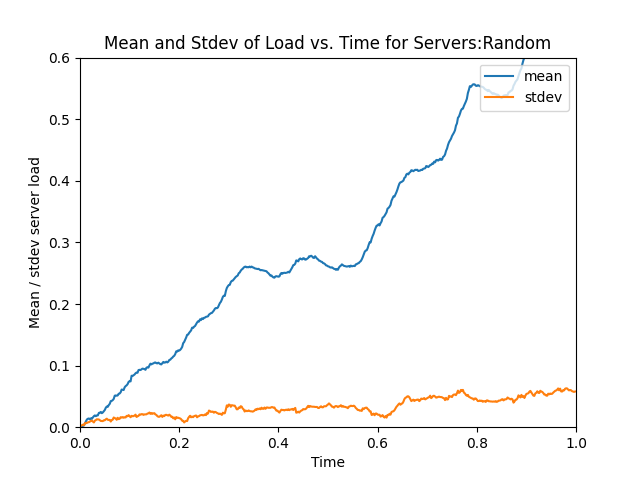 Mean and Stdev of Load vs. Time for Servers:Random
mean
stdev
Mean / stdev server load
0.6
0.5
0.4
0.3
0.2
0.1
0.0
0.0 0.2 0.4 0.6 0.8 1.0
Time